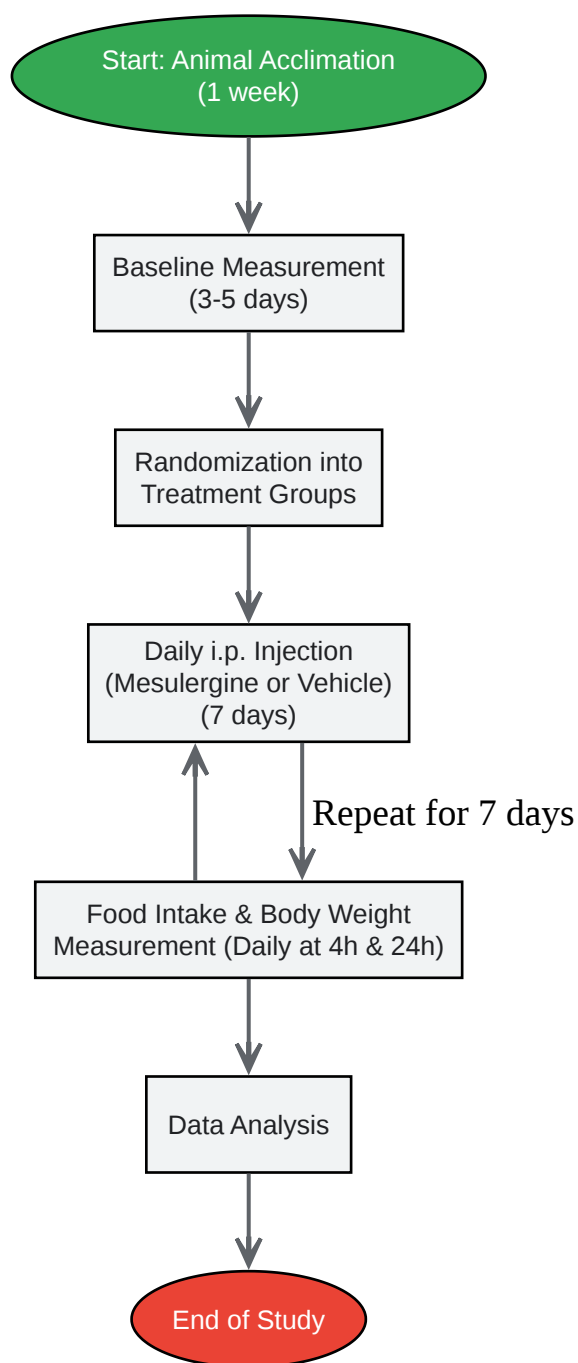 Start: Animal Acclimation
(1 week)
Baseline Measurement
(3-5 days)
Randomization into
Treatment Groups
Daily i.p. Injection
(Mesulergine or Vehicle)
(7 days)
Repeat for 7 days
Food Intake & Body Weight
Measurement (Daily at 4h & 24h)
Data Analysis
End of Study